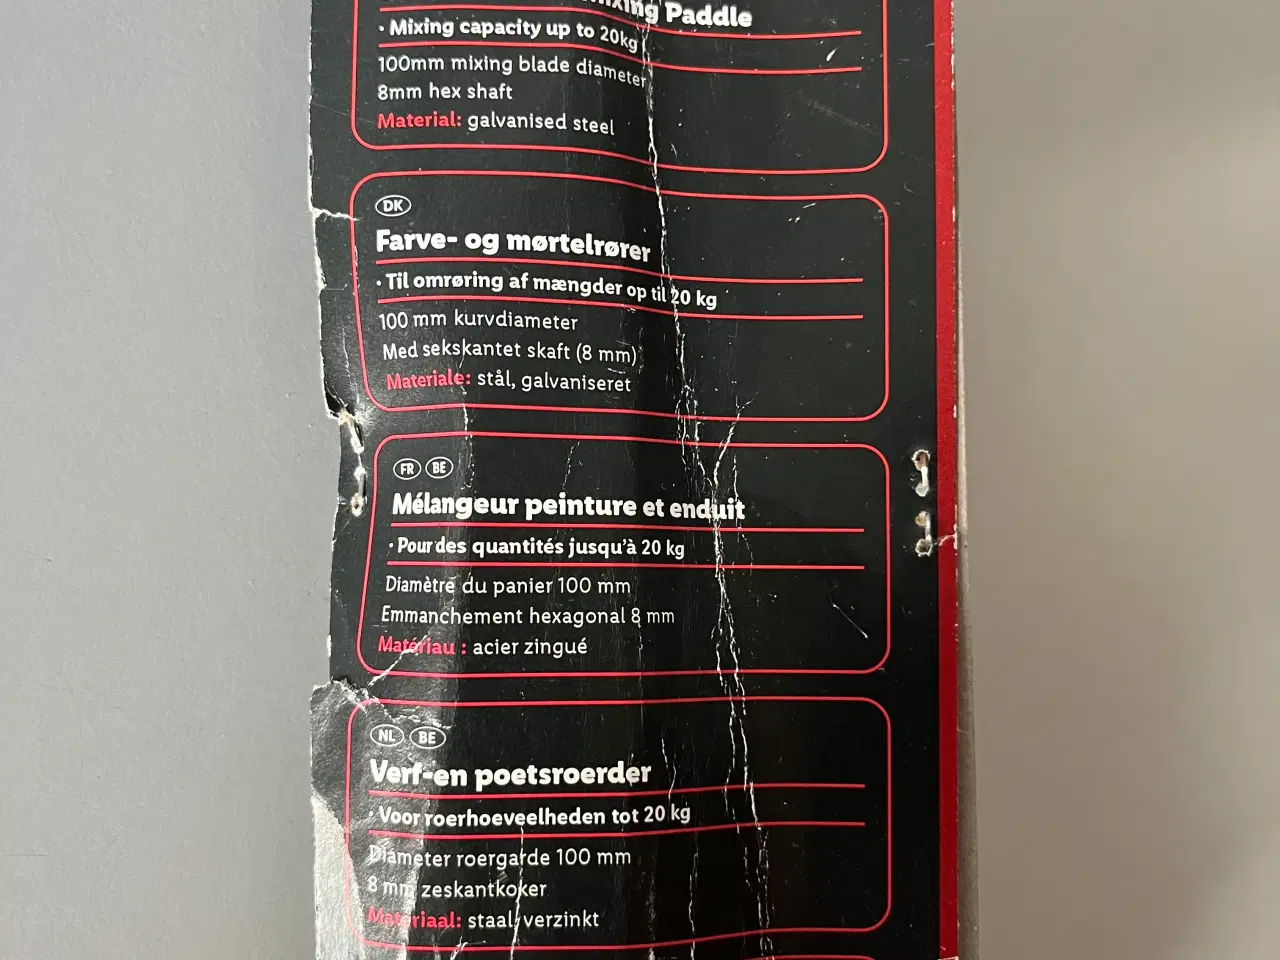 Mixing Paddle
· Mixing capacity up to 20kg
100mm mixing blade diameter
8mm hex shaft
Material: galvanised steel
DK
Farve- og mørtelrører
· Til omrøring af mængder op til 20 kg
100 mm kurvdiameter
Med sekskantet skaft (8 mm)
Materiale: stål, galvaniseret
FR BE
Mélangeur peinture et enduit
· Pour des quantités jusqu'à 20 kg
Diamètre du panier 100 mm
Emmanchement hexagonal 8 mm
Matériau : acier zingué
NL BE
Verf-en poetsroerder
· Voor roerhoeveelheden tot 20 kg
Diameter roergarde 100 mm
8 mm zeskantkoker
Materiaal: staal, verzinkt